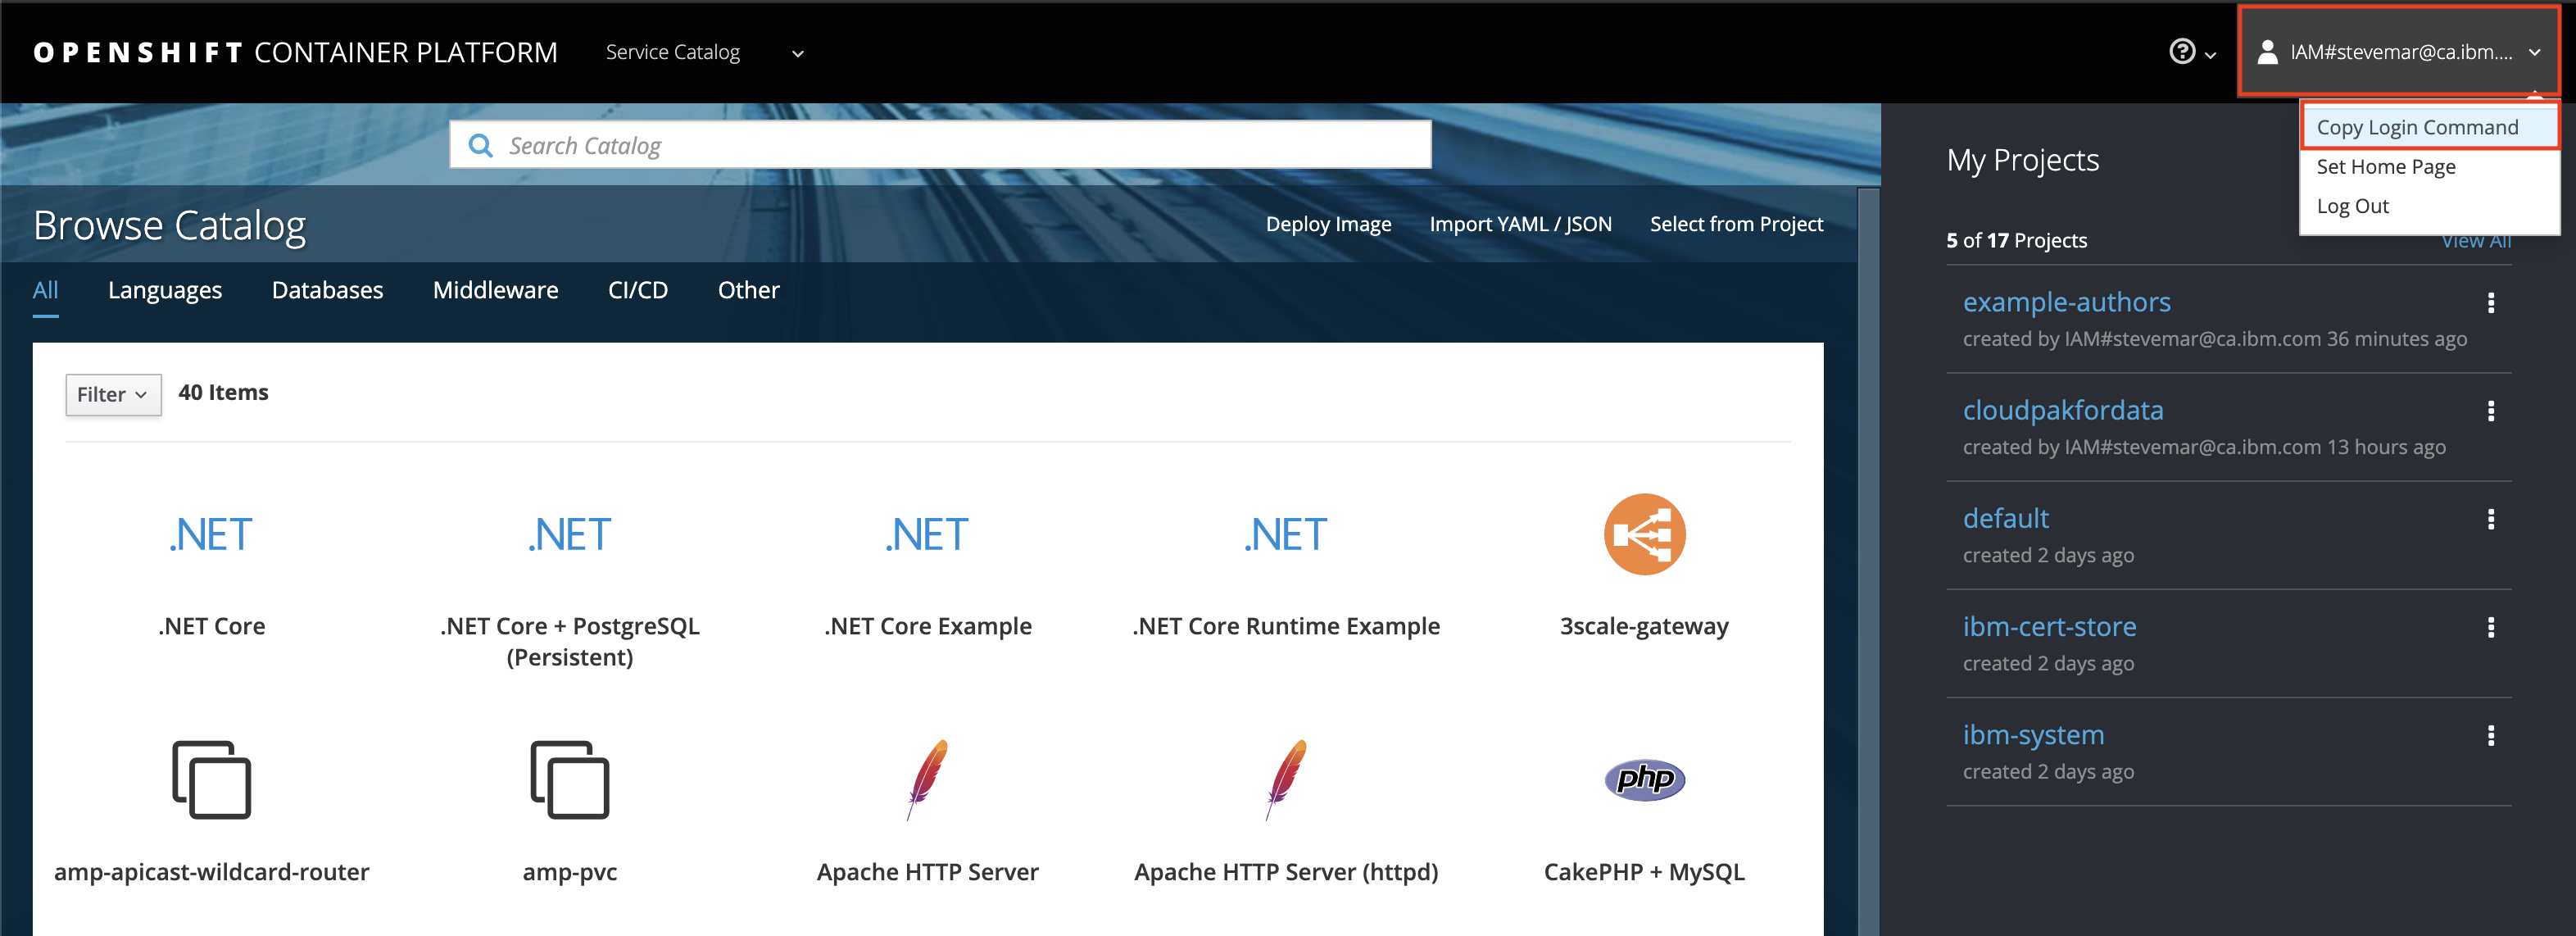 OPENSHIFT CONTAINER PLATFORM
Service Catalog
IAM#stevemar@ca.ibm....
Copy Login Command
Set Home Page
Log Out
Search Catalog
Browse Catalog
Deploy Image
Import YAML / JSON
Select from Project
All
Languages
Databases
Middleware
CI/CD
Other
Filter
40 Items
.NET
.NET Core
.NET
.NET Core + PostgreSQL
(Persistent)
.NET
.NET Core Example
.NET
.NET Core Runtime Example
3scale-gateway
amp-apicast-wildcard-router
amp-pvc
Apache HTTP Server
Apache HTTP Server (httpd)
php
CakePHP + MySQL
My Projects
5 of 17 Projects
View All
example-authors
created by IAM#stevemar@ca.ibm.com 36 minutes ago
cloudpakfordata
created by IAM#stevemar@ca.ibm.com 13 hours ago
default
created 2 days ago
ibm-cert-store
created 2 days ago
ibm-system
created 2 days ago